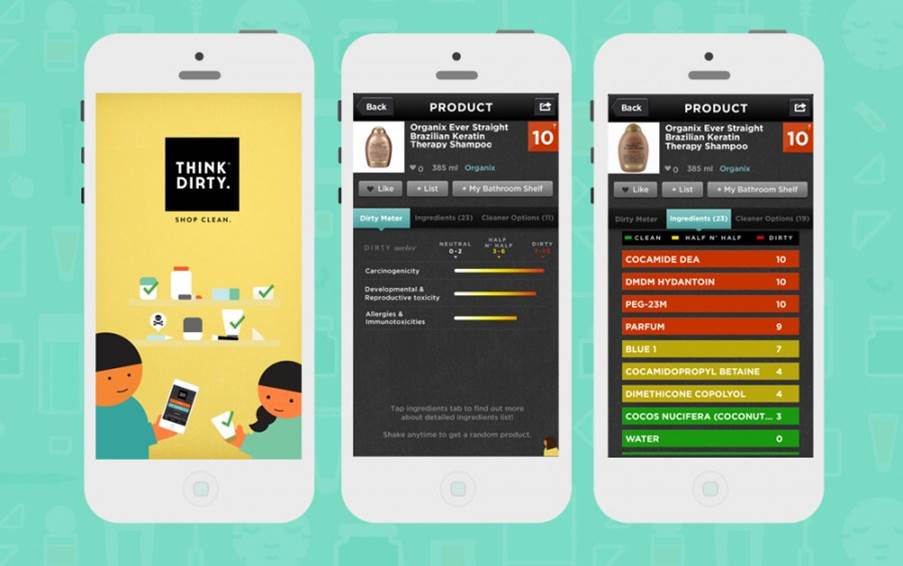 THINK
DIRTY.
SHOP CLEAN.
Back
PRODUCT
Organix Ever Straight
Brazilian Keratin
Therapy Shampoo
10
0 385 ml Organix
Like
+ List
+ My Bathroom Shelf
Dirty Meter
Ingredients (23)
Cleaner Options (11)
DIRTY meter
NEUTRAL
0-2
HALF
N' HALF
3-6
DIRTY
7-10
Carcinogenicity
Developmental &
Reproductive toxicity
Allergies &
Immunotoxicities
Tap ingredients tab to find out more
about detailed ingredients list!
Shake anytime to get a random product.
Back
PRODUCT
Organix Ever Straight
Brazilian Keratin
Therapy Shampoo
10
0 385 ml Organix
Like
+ List
+ My Bathroom Shelf
Dirty Meter
Ingredients (23)
Cleaner Options (19)
CLEAN
HALF N' HALF
DIRTY
COCAMIDE DEA 10
DMDM HYDANTOIN 10
PEG-23M 10
PARFUM 9
BLUE 1 7
COCAMIDOPROPYL BETAINE 4
DIMETHICONE COPOLYOL 4
COCOS NUCIFERA (COCONUT... 3
WATER 0